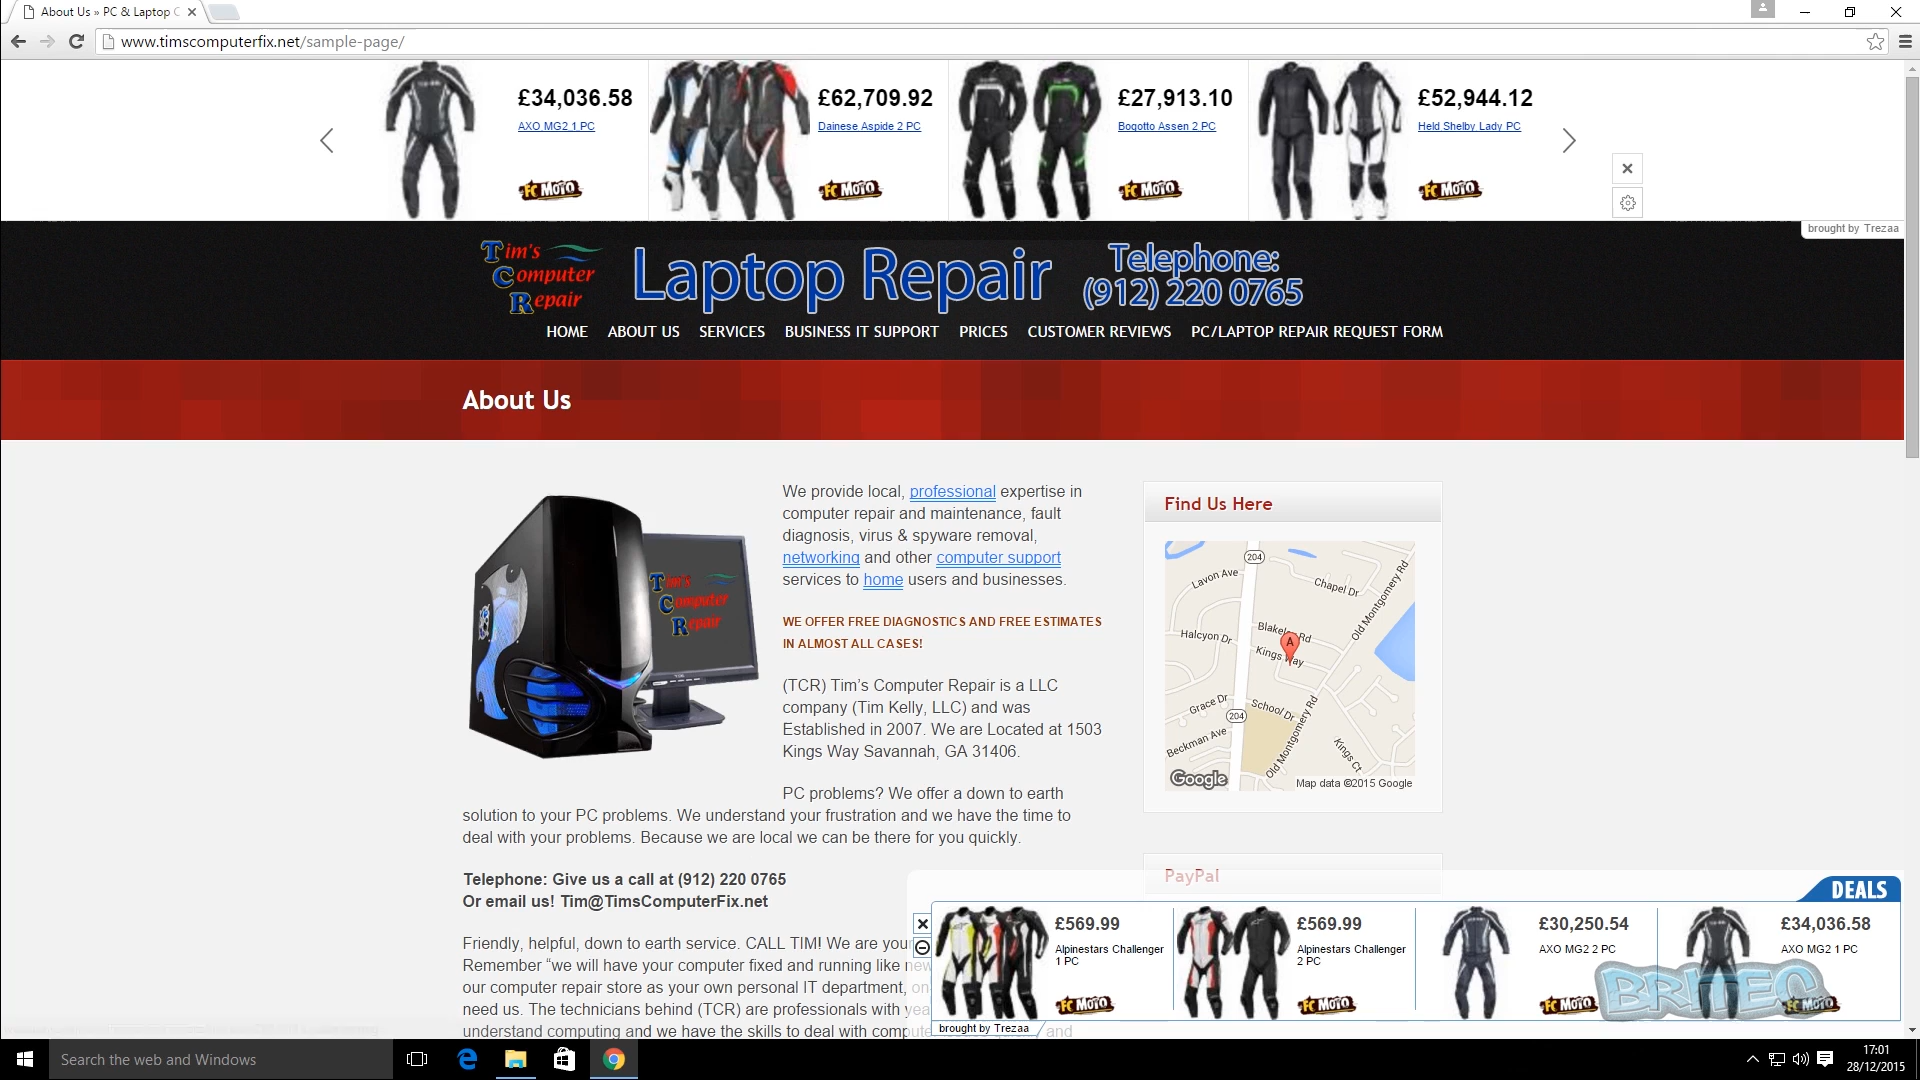 About Us » PC & Laptop C
www.timscomputerfix.net/sample-page/
£34,036.58
AXO MG2 1 PC
FC MOTO
£62,709.92
Dainese Aspide 2 PC
FC MOTO
£27,913.10
Bogotto Assen 2 PC
FC MOTO
£52,944.12
Held Shelby Lady PC
FC MOTO
brought by Trezaa
Tim's
Computer
Repair
Laptop Repair
Telephone:
(912) 220 0765
HOME ABOUT US SERVICES BUSINESS IT SUPPORT PRICES CUSTOMER REVIEWS PC/LAPTOP REPAIR REQUEST FORM
About Us
Tim's
Computer
Repair
We provide local, professional expertise in
computer repair and maintenance, fault
diagnosis, virus & spyware removal,
networking and other computer support
services to home users and businesses.
WE OFFER FREE DIAGNOSTICS AND FREE ESTIMATES
IN ALMOST ALL CASES!
(TCR) Tim’s Computer Repair is a LLC
company (Tim Kelly, LLC) and was
Established in 2007. We are Located at 1503
Kings Way Savannah, GA 31406.
PC problems? We offer a down to earth
solution to your PC problems. We understand your frustration and we have the time to
deal with your problems. Because we are local we can be there for you quickly.
Telephone: Give us a call at (912) 220 0765
Or email us! Tim@TimsComputerFix.net
Friendly, helpful, down to earth service. CALL TIM! We are your
Remember “we will have your computer fixed and running like new
our computer repair store as your own personal IT department, on
need us. The technicians behind (TCR) are professionals with yea
understand computing and we have the skills to deal with compute and
Find Us Here
204
Lavon Ave
Chapel Dr
Old Montgomery Rd
Halcyon Dr
Blakeley Rd
A
Kings Way
Grace Dr
204
School Dr
Beckman Ave
Old Montgomery Rd
Kings Ct
Google
Map data ©2015 Google
PayPal
DEALS
£569.99
Alpinestars Challenger
1 PC
FC MOTO
£569.99
Alpinestars Challenger
2 PC
FC MOTO
£30,250.54
AXO MG2 2 PC
FC MOTO
£34,036.58
AXO MG2 1 PC
FC MOTO
BRITEC
brought by Trezaa
Search the web and Windows
17:01
28/12/2015